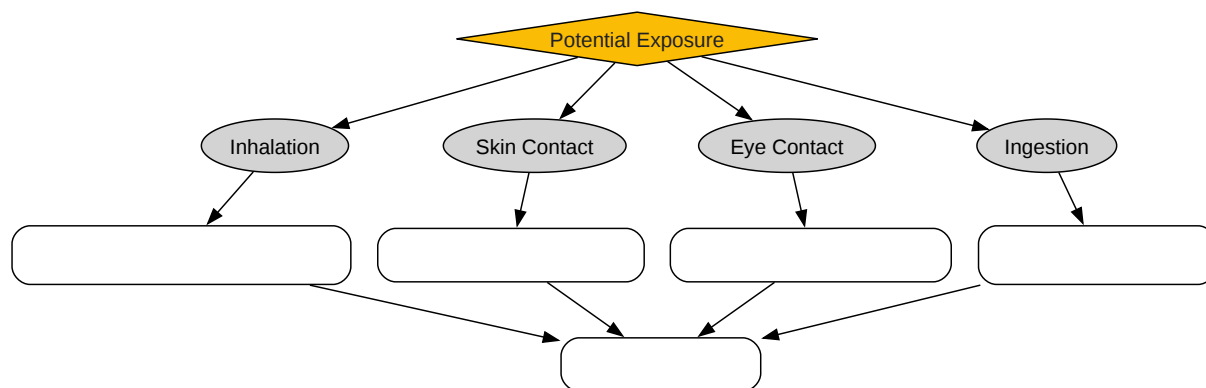 Potential Exposure
Inhalation
Skin Contact
Eye Contact
Ingestion